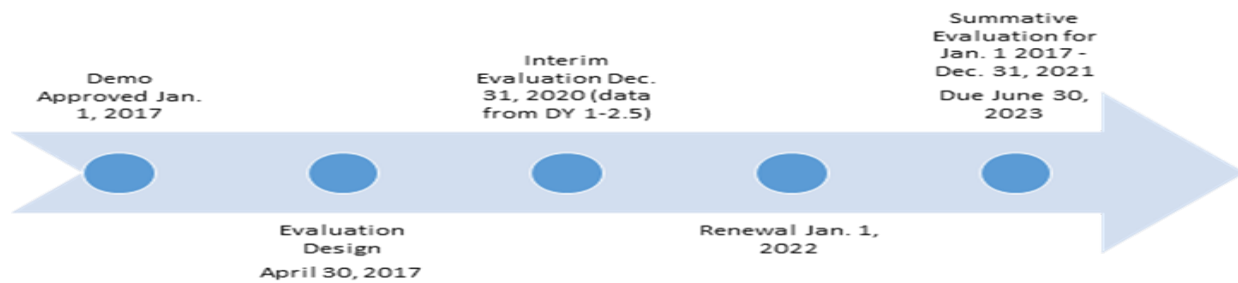 Demo
Approved Jan.
1, 2017
Evaluation
Design
April 30, 2017
Interim
Evaluation Dec.
31, 2020 (data
from DY 1-2.5)
Renewal Jan. 1,
2022
Summative
Evaluation for
Jan. 1 2017 -
Dec. 31, 2021
Due June 30,
2023